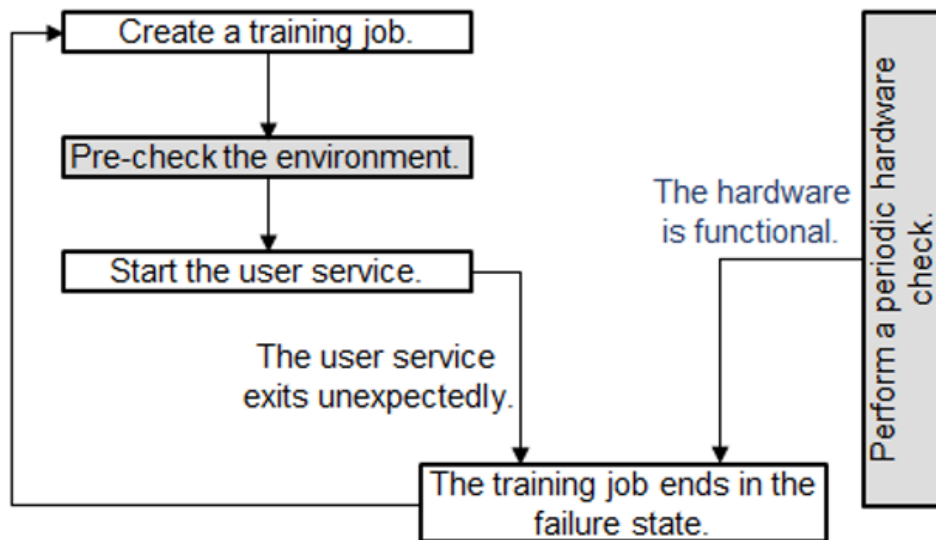 Create a training job.
Pre-check the environment.
Start the user service.
The user service
exits unexpectedly.
The hardware
is functional.
Perform a periodic hardware
check.
The training job ends in the
failure state.